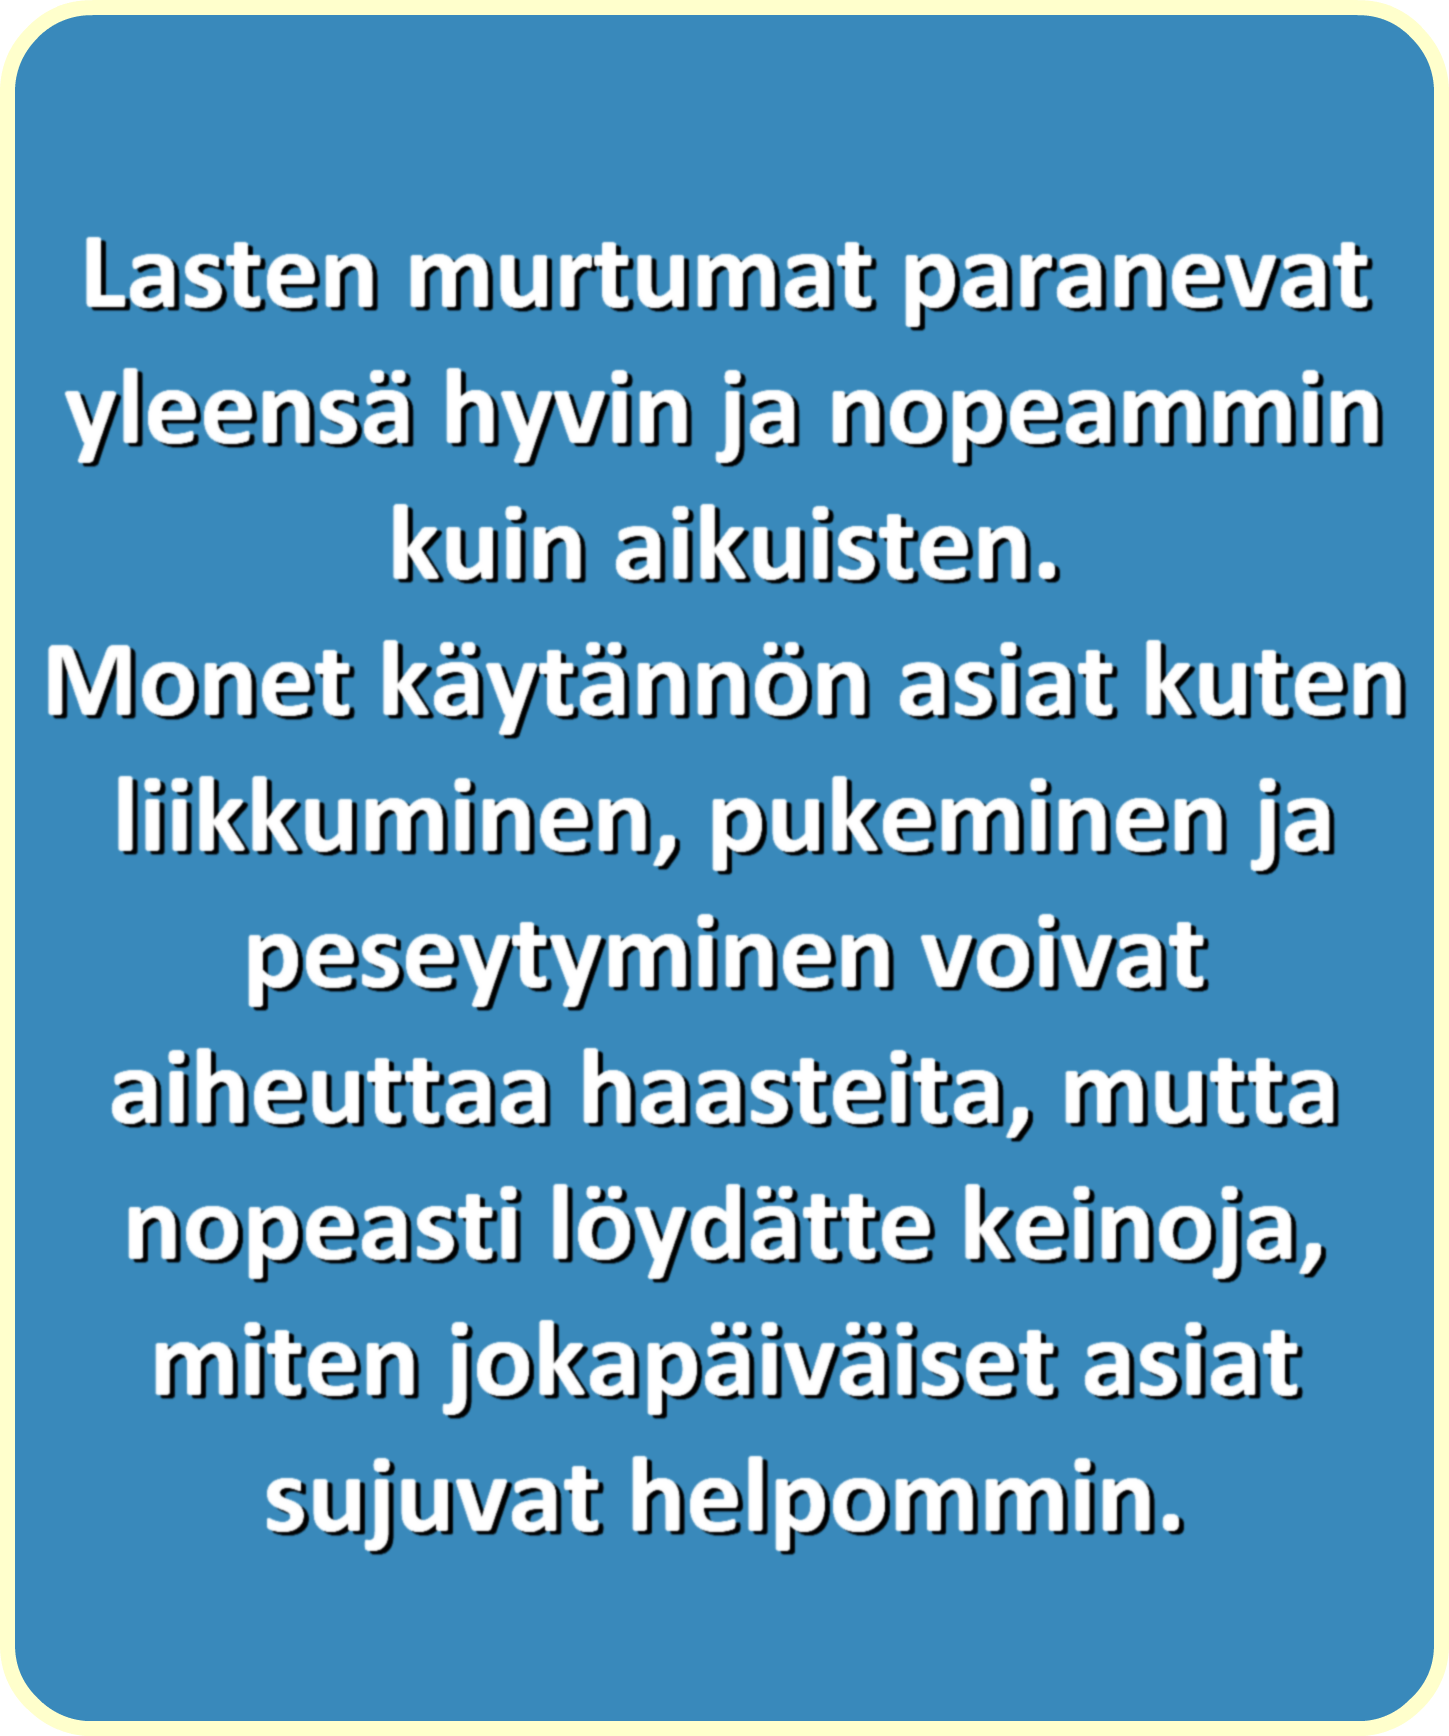 Lasten murtumat paranevat
yleensä hyvin ja nopeammin
kuin aikuisten.
Monet käytännön asiat kuten
liikkuminen, pukeminen ja
peseytyminen voivat
aiheuttaa haasteita, mutta
nopeasti löydätte keinoja,
miten jokapäiväiset asiat
sujuvat helpommin.